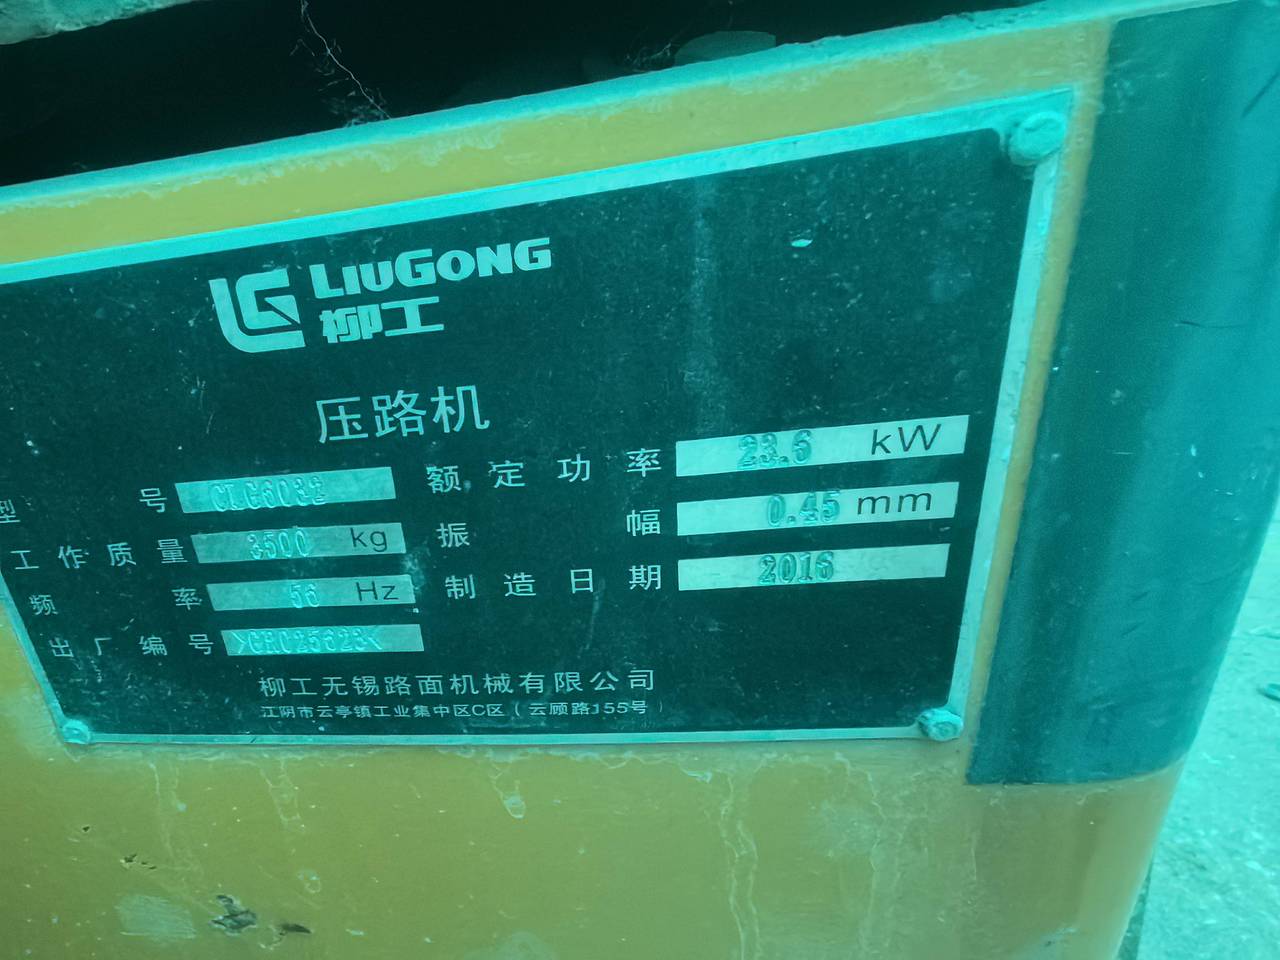 LIUGONG
柳工
压路机
型号 CLG6032
额定功率 23.6 kW
工作质量 3500 kg
振幅 0.45 mm
频率 56 Hz
制造日期 2016
出厂编号
柳工无锡路面机械有限公司
江阴市云亭镇工业集中区C区（云顾路155号）